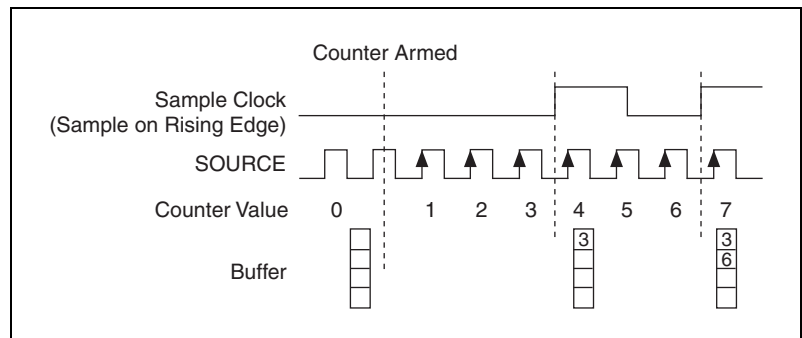 Counter Armed
Sample Clock
(Sample on Rising Edge)
SOURCE
Counter Value 0 1 2 3 4 5 6 7
3 3
6
Buffer